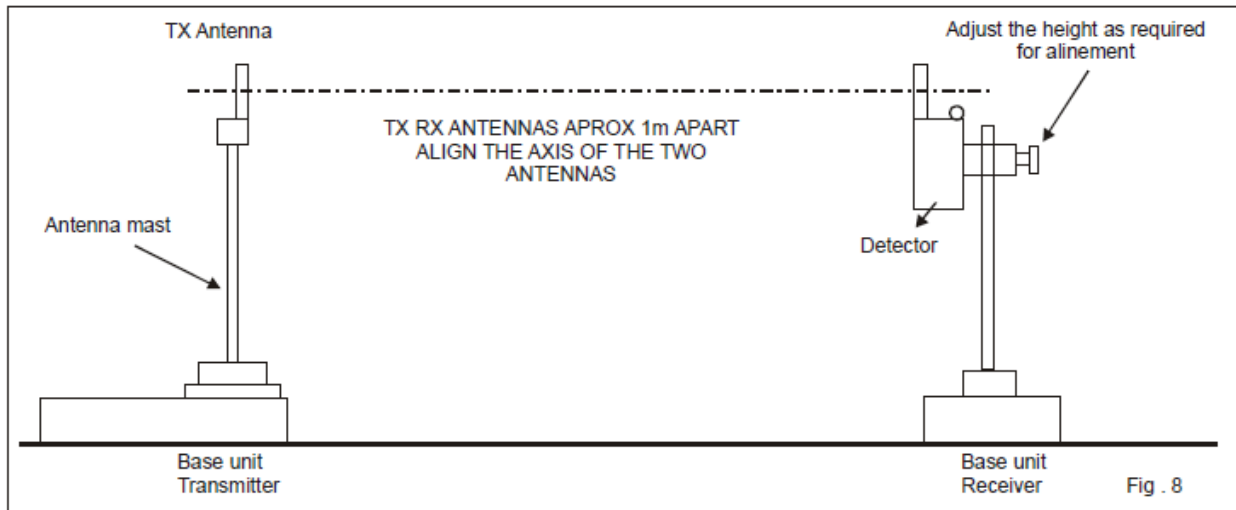 TX Antenna
Adjust the height as required
for alinement
TX RX ANTENNAS APROX 1m APART
ALIGN THE AXIS OF THE TWO
ANTENNAS
Antenna mast
Detector
Base unit
Transmitter
Base unit
Receiver
Fig . 8